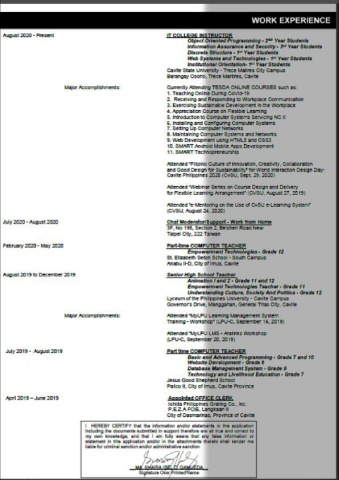 WORK EXPERIENCE
August 2020 - Present
IT COLLEGE INSTRUCTOR
Object Oriented Programming - 2nd Year Students
Information Assurance and Security - 3rd Year Students
Discrete Structure - 1st Year Students
Web Systems and Technologies - 1st Year Students
Institutional Orientation- 1st Year Students
Cavite State University - Trece Matires City Campus
Barangay Osorio, Trece Martires, Cavite
Major Accomplishments:
Currently Attending TESDA ONLINE COURSES such as:
1. Teaching Online During Covid-19
2. Receiving and Responding to Workplace Communication
3. Exercising Sustainable Development in the Workplace
4. Appreciation Course on Flexible Learning
5. Introduction to Computer Systems Servicing NC II
6. Installing and Configuring Computer Systems
7. Setting Up Computer Networks
8. Maintaining Computer Systems and Networks
9. Web Development using HTML5 and CSS3
10. SMART Android Mobile Apps Development
11. SMART Technopreneurship
Attended "Filipino Culture of Innovation, Creativity, Collaboration
and Good Design for Sustainability" for World Interaction Design Day-
Cavite Philippines 2020 (CvSU, Sept. 29, 2020)
Attended "Webinar Series on Course Design and Delivery
for Flexible Learning Arrangement" (CVSU, August 27, 2019)
Attended "e-Mentoring on the Use of CvSU e-Learning System"
(CVSU, August 24, 2020)
July 2020 - August 2020
Chat Moderator/Support - Work from Home
5F, No 196, Section 2, Beishen Road New
Taipei City, 222 Taiwan
February 2020 - May 2020
Part-time COMPUTER TEACHER
Empowerment Technologies - Grade 12
St. Elizabeth Seton School - South Campus
Anabu II-D, City of Imus, Cavite
August 2019 to December 2019
Senior High School Teacher
Animation 1 and 2 - Grade 11 and 12
Empowerment Technologies Teacher - Grade 11
Understanding Culture, Society And Politics - Grade 12
Lyceum of the Philippines University - Cavite Campus
Governor's Drive, Manggahan, General Trias City, Cavite
Major Accomplishments:
Attended "MyLPU Learning Management System
Training - Workshop" (LPU-C, September 16, 2019)
Attended "MyLPU LMS - Aralinks Workshop
(LPU-C, September 20, 2019)
July 2019 - August 2019
Part time COMPUTER TEACHER
Basic and Advanced Programming - Grade 7 and 10
Website Development - Grade 8
Database Management System - Grade 9
Technology and Livelihood Education - Grade 7
Jesus Good Shepherd School
Palico II, City of Imus, Cavite Province
April 2019 – June 2019
Appointed OFFICE CLERK
Ishida Philippines Grating Co., Inc.
P.E.Z.A FCIE, Langkaan II
City of Dasmarinas, Province of Cavite
I HEREBY CERTIFY that the information and/or statements in this application
including the documents submitted in support therefore are all true and correct to
my own knowledge, and that I am fully aware that any false information or
statement in this application and/or in the attachments thereto shall render me
liable for criminal sanction and/or administrative sanction.
Signature Over Printed Name